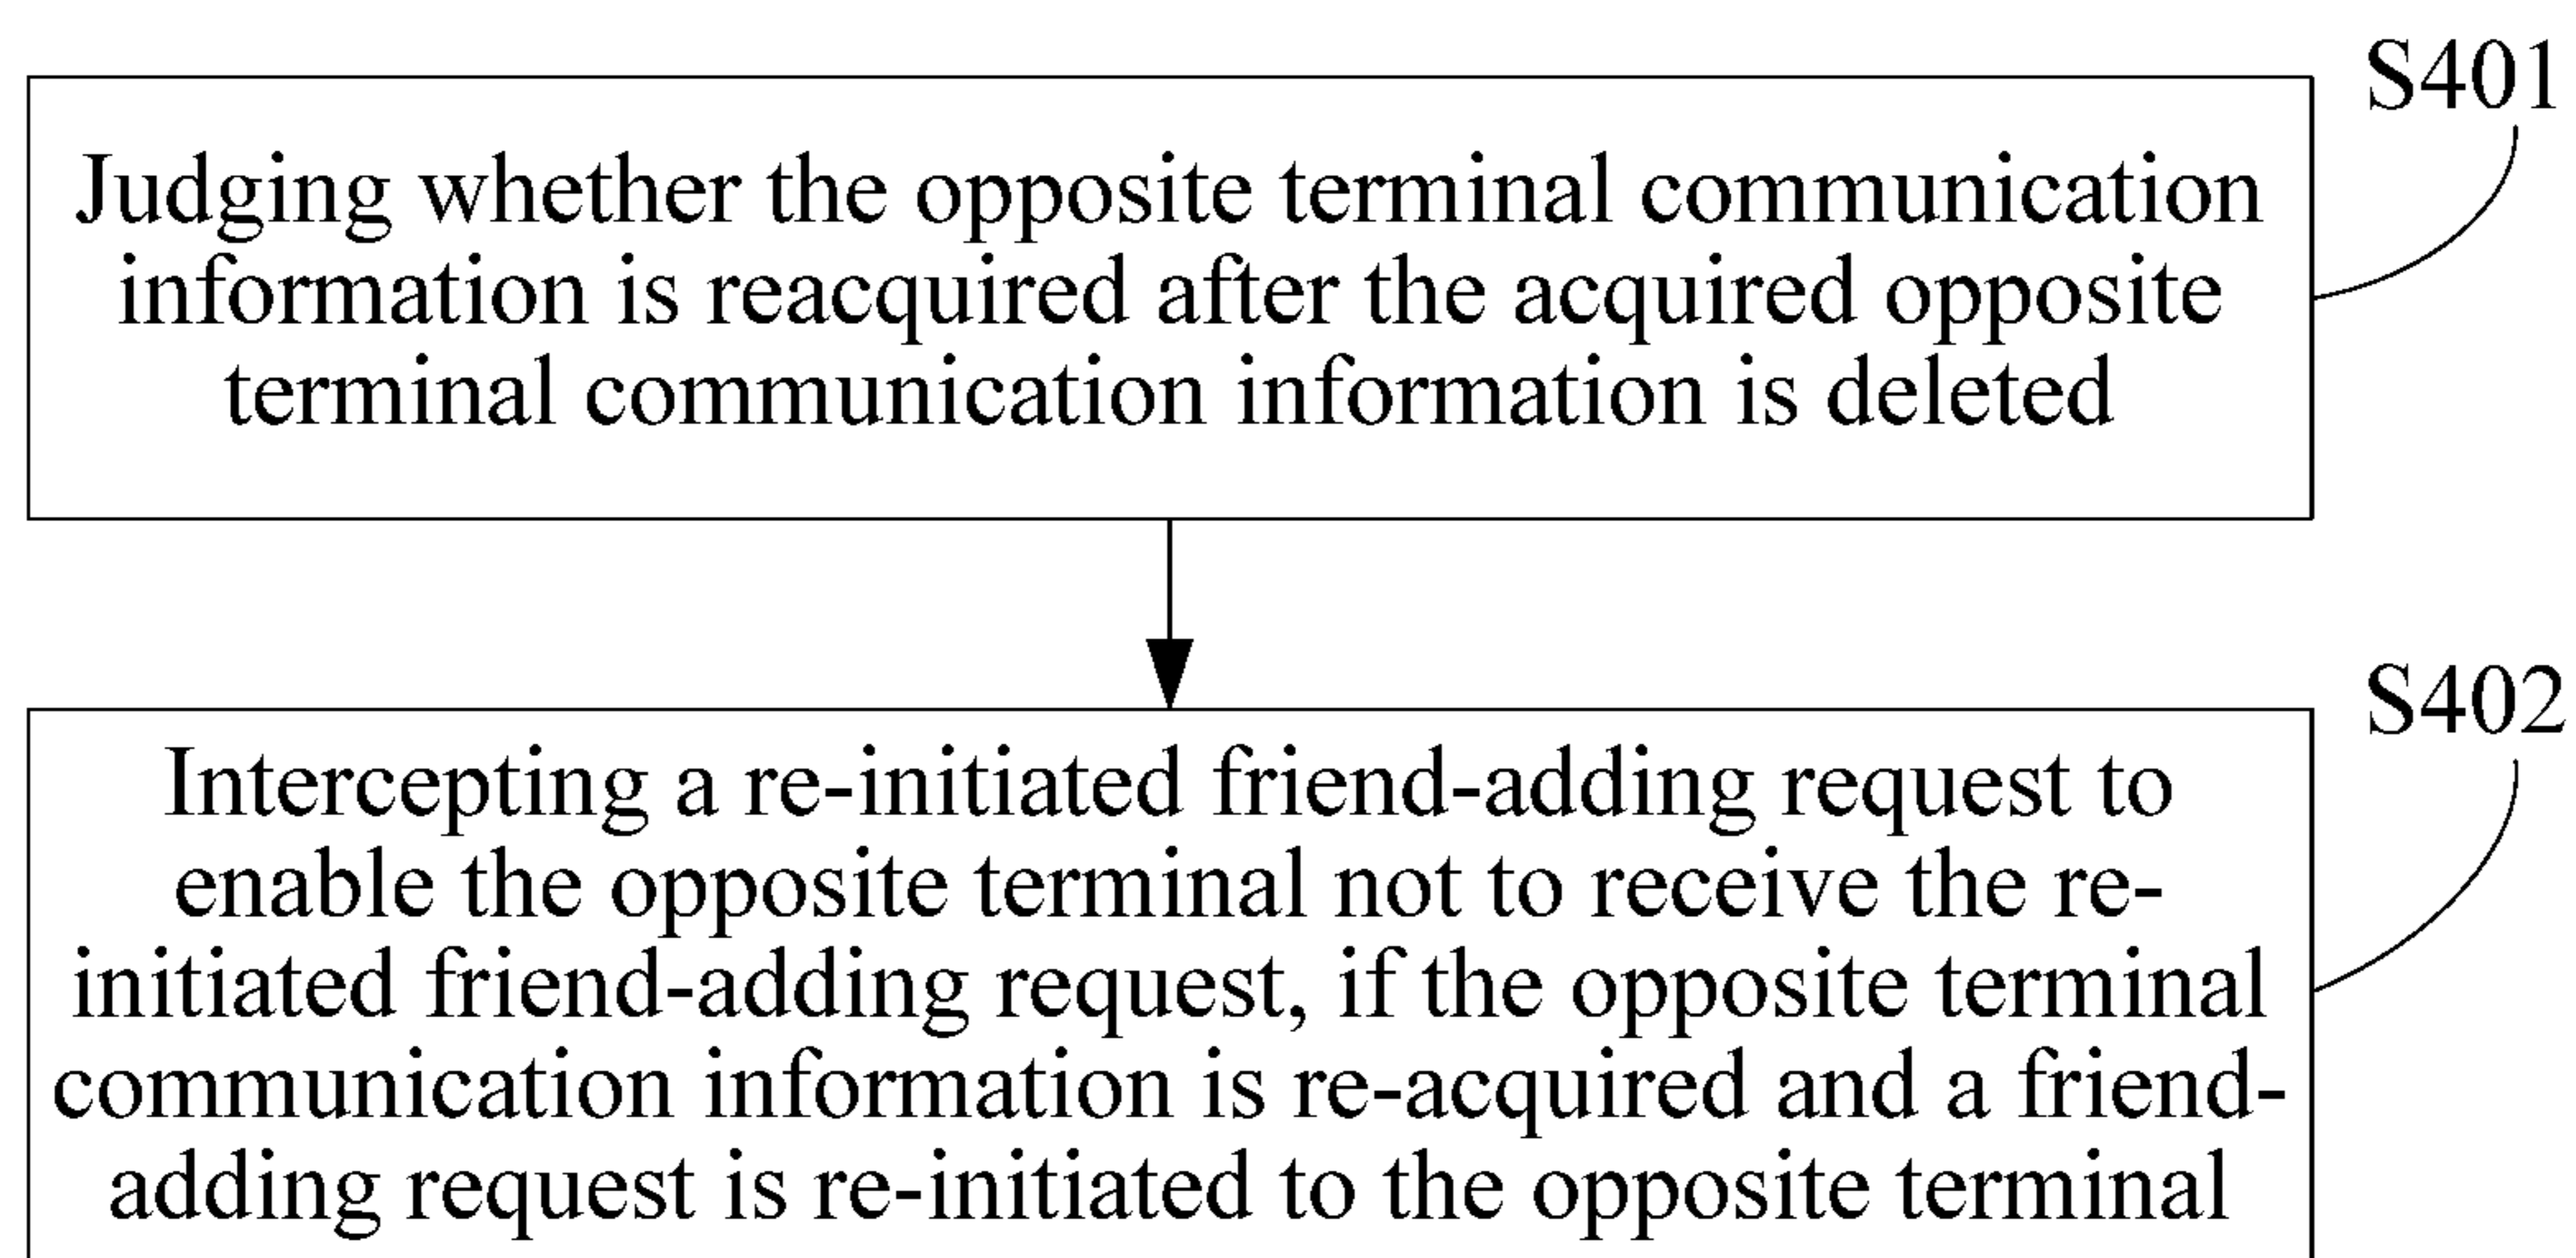 S401
Judging whether the opposite terminal communication
information is reacquired after the acquired opposite
terminal communication information is deleted
S402
Intercepting a re-initiated friend-adding request to
enable the opposite terminal not to receive the re-
initiated friend-adding request, if the opposite terminal
communication information is re-acquired and a friend-
adding request is re-initiated to the opposite terminal